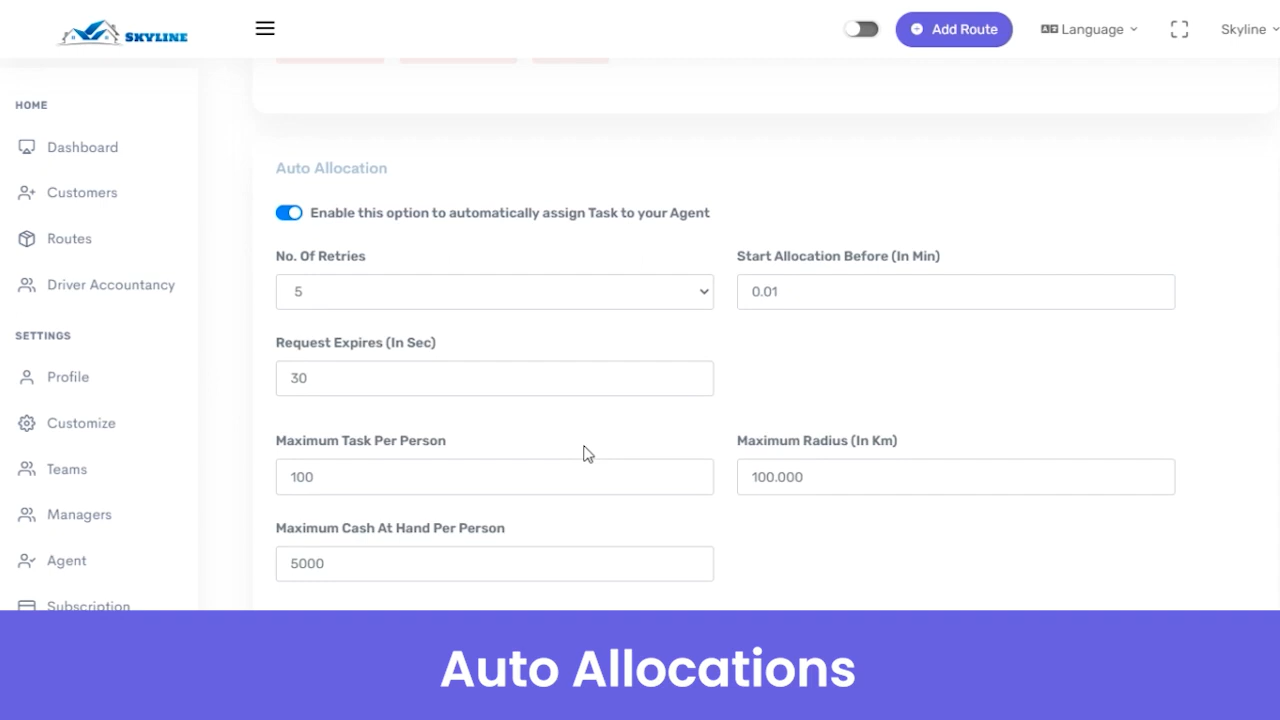 SKYLINE
Add Route
Language
Skyline
HOME
Dashboard
Customers
Routes
Driver Accountancy
SETTINGS
Profile
Customize
Teams
Managers
Agent
Subscription
Auto Allocation
Enable this option to automatically assign Task to your Agent
No. Of Retries
Start Allocation Before (In Min)
5
0.01
Request Expires (In Sec)
30
Maximum Task Per Person
Maximum Radius (In Km)
100
100.000
Maximum Cash At Hand Per Person
5000
Auto Allocations